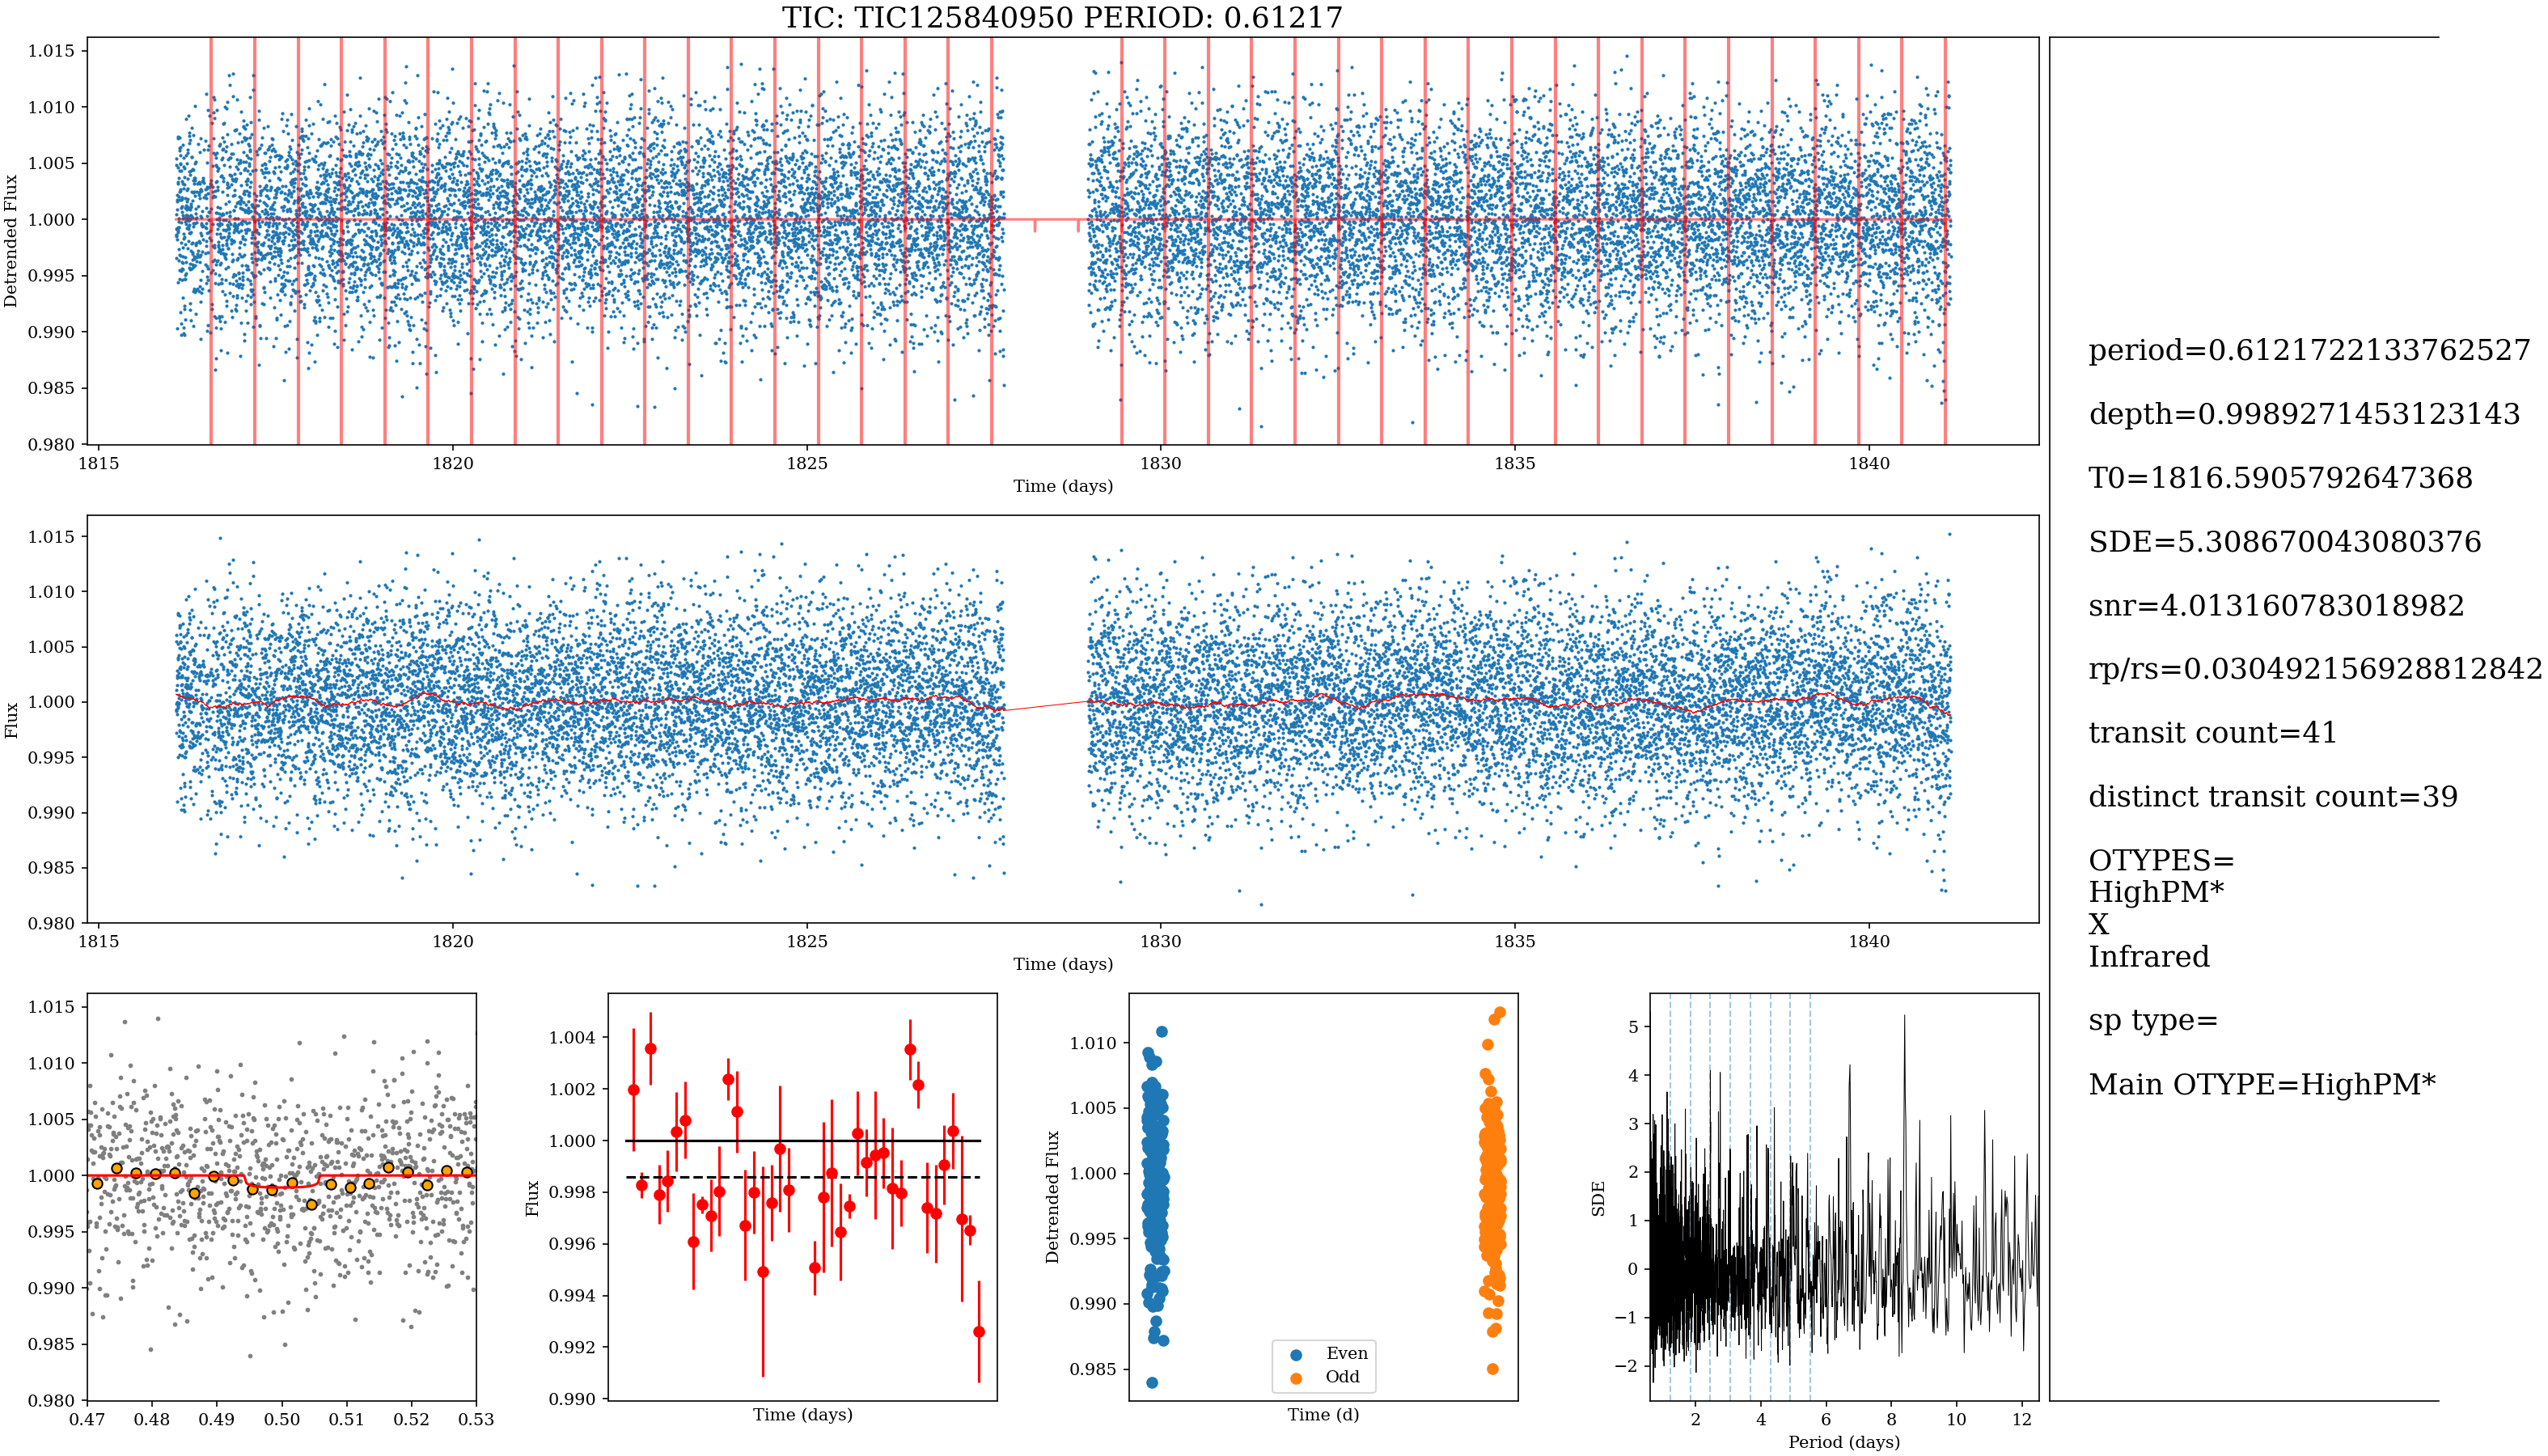 TIC: TIC125840950 PERIOD: 0.61217
1.015
1.010
1.005
1.000
0.995
0.990
0.985
0.980
Detrended Flux
1815 1820 1825 1830 1835 1840
Time (days)
1.015
1.010
1.005
1.000
0.995
0.990
0.985
0.980
Flux
1815 1820 1825 1830 1835 1840
Time (days)
1.015
1.010
1.005
1.000
0.995
0.990
0.985
0.980
0.47 0.48 0.49 0.50 0.51 0.52 0.53
1.004
1.002
1.000
0.998
0.996
0.994
0.992
0.990
Flux
Time (days)
1.010
1.005
1.000
0.995
0.990
0.985
Detrended Flux
Even
Odd
Time (d)
5
4
3
2
1
0
−1
−2
SDE
2 4 6 8 10 12
Period (days)
period=0.6121722133762527
depth=0.9989271453123143
T0=1816.5905792647368
SDE=5.308670043080376
snr=4.013160783018982
rp/rs=0.030492156928812842
transit count=41
distinct transit count=39
OTYPES=
HighPM*
X
Infrared
sp type=
Main OTYPE=HighPM*